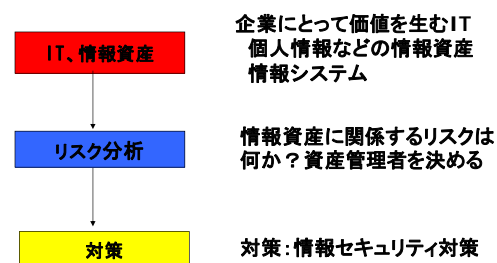 企業にとって価値を生むIT
個人情報などの情報資産
情報システム
IT、情報資産
情報資産に関係するリスクは
何か？資産管理者を決める
リスク分析
対策：情報セキュリティ対策
対策